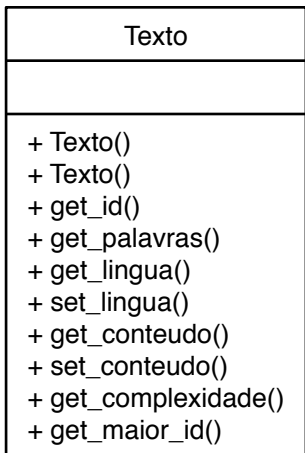 Texto
+ Texto()
+ Texto()
+ get_id()
+ get_palavras()
+ get_lingua()
+ set_lingua()
+ get_conteudo()
+ set_conteudo()
+ get_complexidade()
+ get_maior_id()